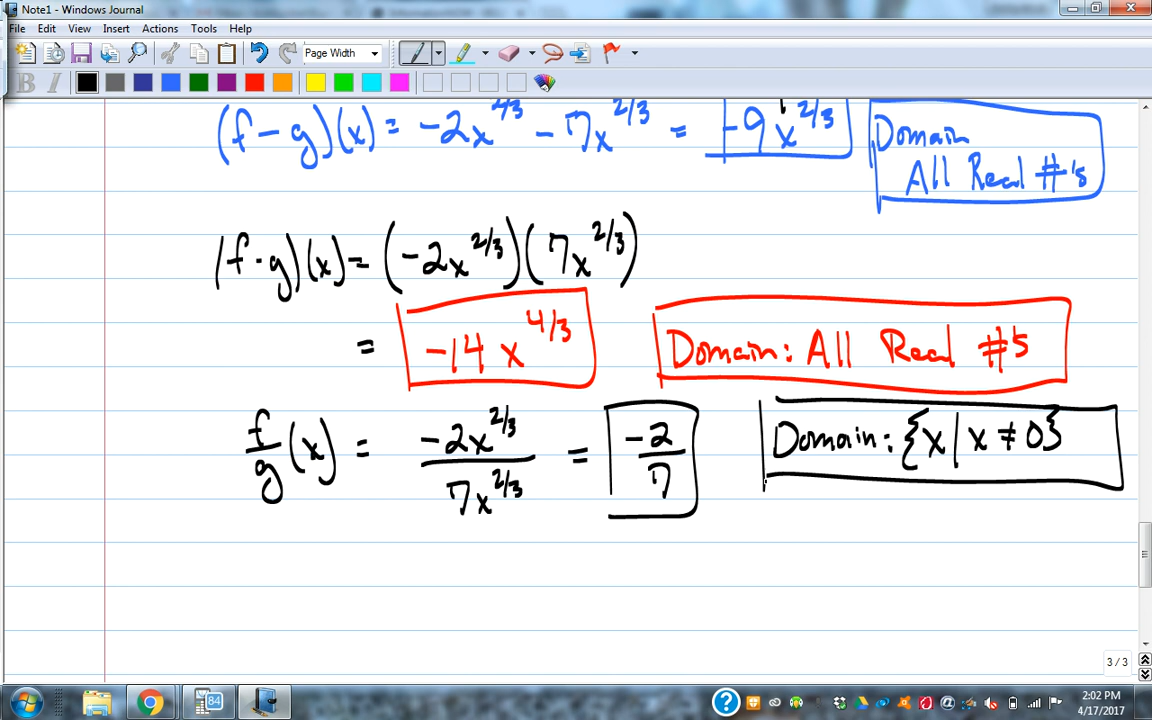 Note1 - Windows Journal
File Edit View Insert Actions Tools Help
Page Width
B I
(f-g)(x) = -2x^2/3 - 7x^2/3 = -9x^2/3
Domain
All Real #'s
(f·g)(x) = (-2x^2/3)(7x^2/3)
= -14x^4/3 Domain: All Real #'s
f/g (x) = -2x^2/3 / 7x^2/3 = -2/7 Domain: {x | x ≠ 0}
3 / 3
84
2:02 PM
4/17/2017